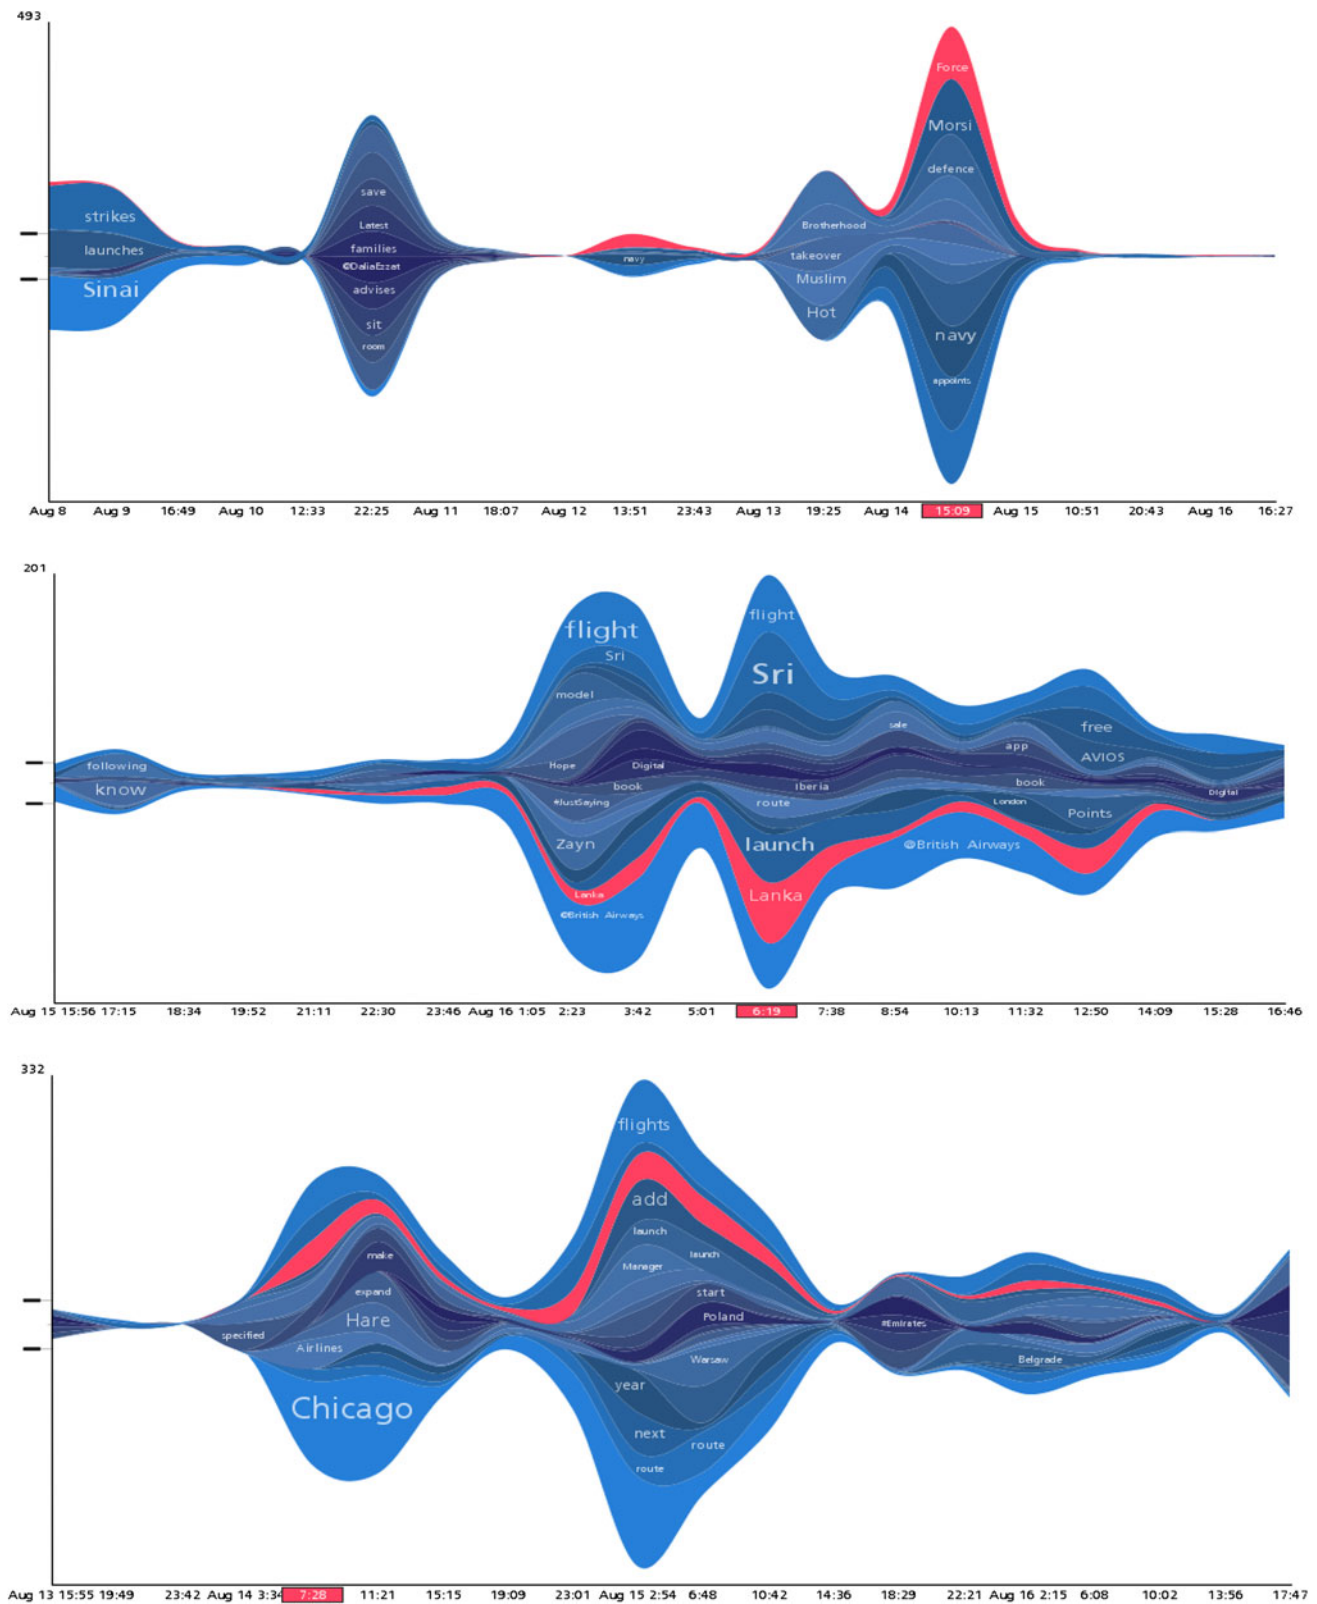 493
Force
Morsi
defence
save
strikes
Latest
Brotherhood
launches
families
takeover
navy
@DaliaEzzat
Muslim
Sinai
advises
Hot
sit
navy
room
appoints
Aug 8 Aug 9 16:49 Aug 10 12:33 22:25 Aug 11 18:07 Aug 12 13:51 23:43 Aug 13 19:25 Aug 14 15:09 Aug 15 10:51 20:43 Aug 16 16:27
201
flight
flight
Sri
Sri
model
sale
free
app
AVIOS
following
Hope Digital
know
book
Iberia
book
Digital
#JustSaying
route
London
Points
Zayn
launch
@British Airways
Lanka
Lanka
@British Airways
Aug 15 15:56 17:15 18:34 19:52 21:11 22:30 23:46 Aug 16 1:05 2:23 3:42 5:01 6:19 7:38 8:54 10:13 11:32 12:50 14:09 15:28 16:46
332
flights
add
launch
make
launch
Manager
expand
start
Hare
Poland
#Emirates
specified
Airlines
Warsaw
Belgrade
year
Chicago
next
route
route
Aug 13 15:55 19:49 23:42 Aug 14 3:34 7:28 11:21 15:15 19:09 23:01 Aug 15 2:54 6:48 10:42 14:36 18:29 22:21 Aug 16 2:15 6:08 10:02 13:56 17:47